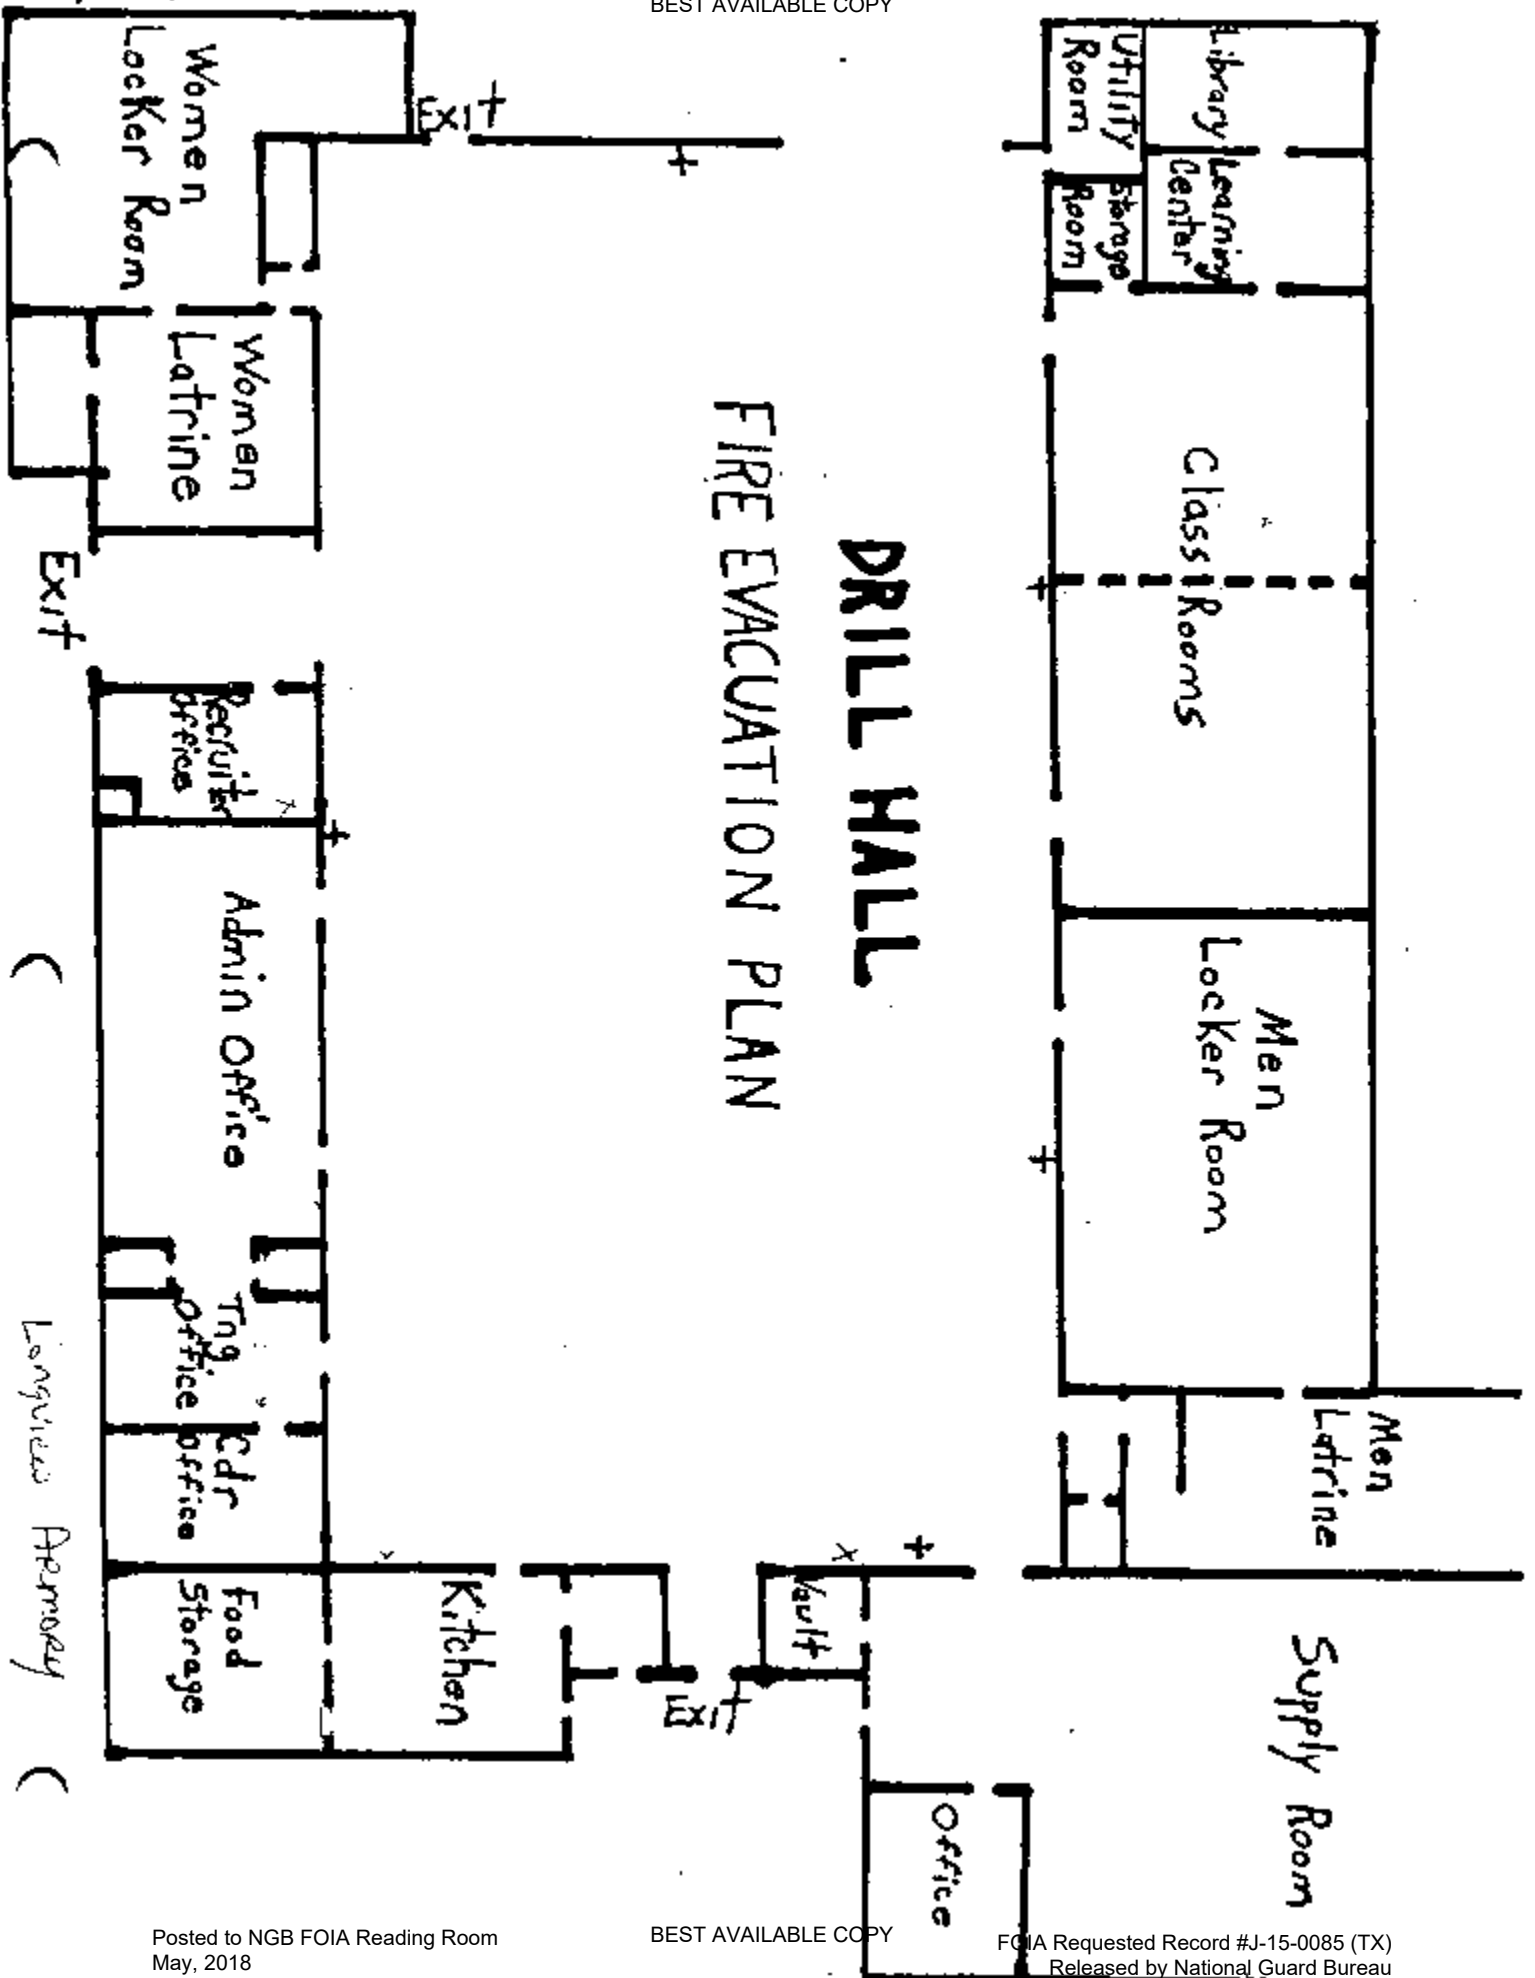 BEST AVAILABLE COPY
Library
Utility
Room
Learning
Center
Storage
Room
Class Rooms
Men
Locker Room
Men
Latrine
Supply Room
Office
DRILL HALL
FIRE EVACUATION PLAN
Exit
Women
Locker Room
Women
Latrine
Exit
Recruiter
Office
Admin Office
Tng.
Office
Cdr
Office
Food
Storage
Kitchen
Vault
Exit
Longview Armory
Posted to NGB FOIA Reading Room
May, 2018
BEST AVAILABLE COPY
FOIA Requested Record #J-15-0085 (TX)
Released by National Guard Bureau